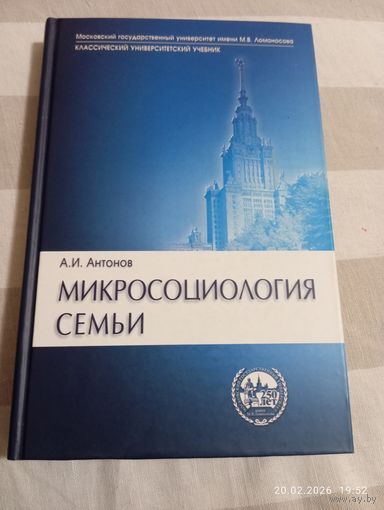 Московский государственный университет имени М.В. Ломоносова
КЛАССИЧЕСКИЙ УНИВЕРСИТЕТСКИЙ УЧЕБНИК
А.И. Антонов
МИКРОСОЦИОЛОГИЯ
СЕМЬИ
250
ЛЕТ
20.02.2026 19:52
www.ay.by